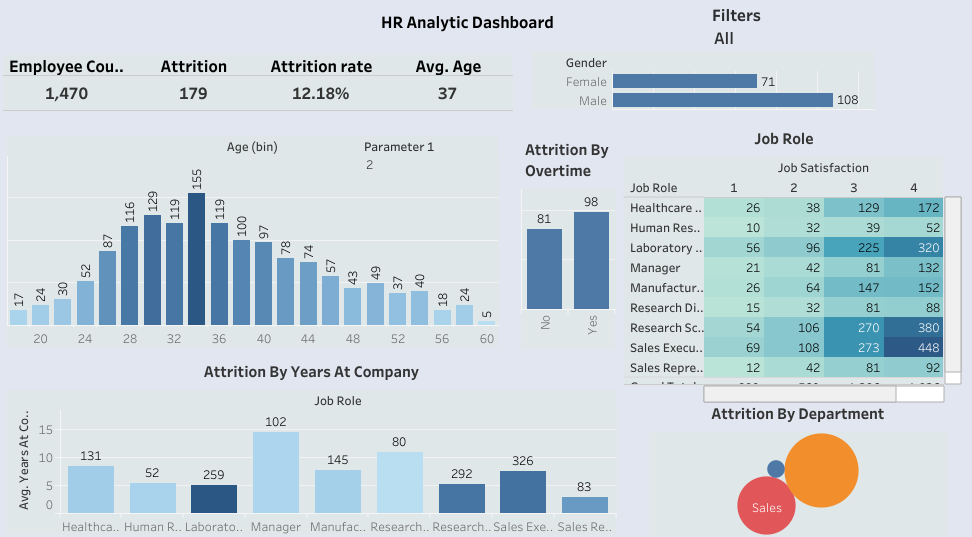 HR Analytic Dashboard
Filters
All
Employee Cou.. Attrition Attrition rate Avg. Age
1,470 179 12.18% 37
Gender
Female 71
Male 108
Age (bin)
Parameter 1
2
17 24 30 52 87 116 129 119 155 119 100 97 78 74 57 43 49 37 40 18 24 5
20 24 28 32 36 40 44 48 52 56 60
Attrition By
Overtime
81 98
No Yes
Job Role
Job Satisfaction
Job Role 1 2 3 4
Healthcare .. 26 38 129 172
Human Res.. 10 32 39 52
Laboratory .. 56 96 225 320
Manager 21 42 81 132
Manufactur.. 26 64 147 152
Research Di.. 15 32 81 88
Research Sc.. 54 106 270 380
Sales Execu.. 69 108 273 448
Sales Repre.. 12 42 81 92
Attrition By Years At Company
Job Role
Avg. Years At Co..
15
10
5
0
131 52 259 102 145 80 292 326 83
Healthca.. Human R.. Laborato.. Manager Manufac.. Research.. Research.. Sales Exe.. Sales Re..
Attrition By Department
Sales